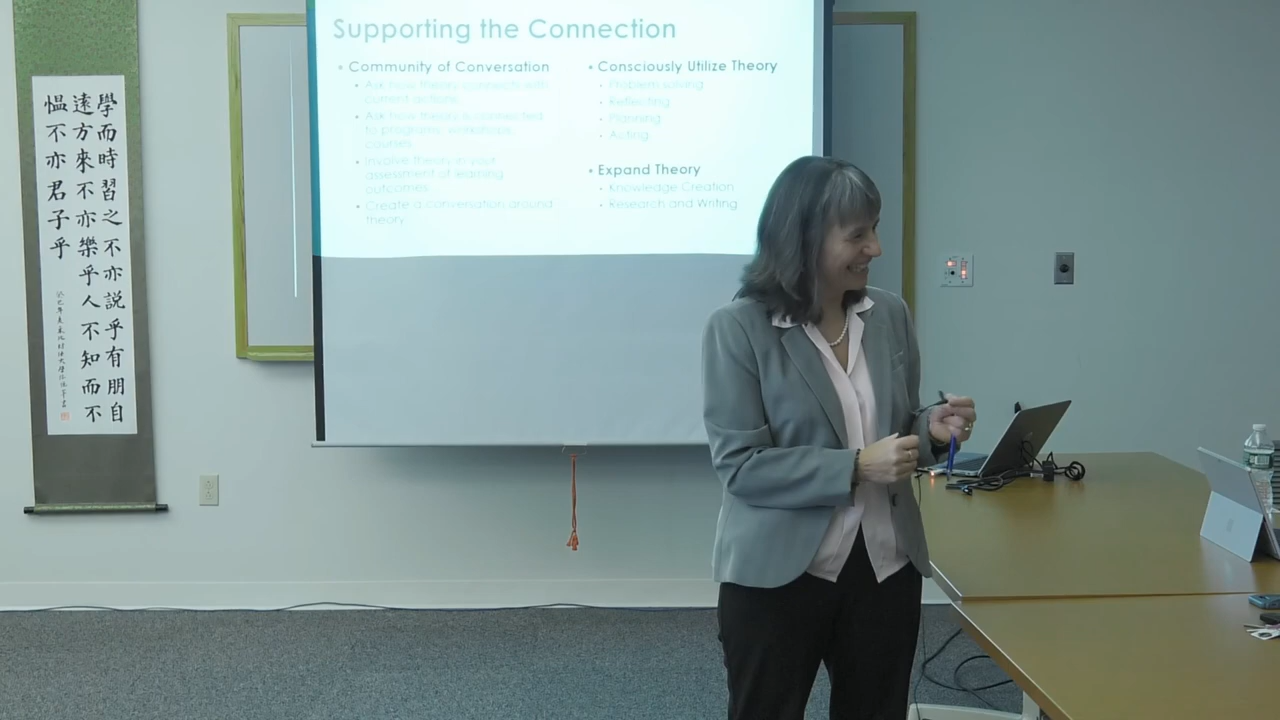 學而時習之不亦説乎有朋自
遠方來不亦樂乎人不知而不
愠不亦君子乎
Supporting the Connection
• Community of Conversation
• Ask how theory connects with
current actions
• Ask how theory is connected
to programs, workshops,
courses
• Involve theory in your
assessment of learning
outcomes
• Create a conversation around
theory
• Consciously Utilize Theory
• Problem solving
• Reflecting
• Planning
• Acting
• Expand Theory
• Knowledge Creation
• Research and Writing